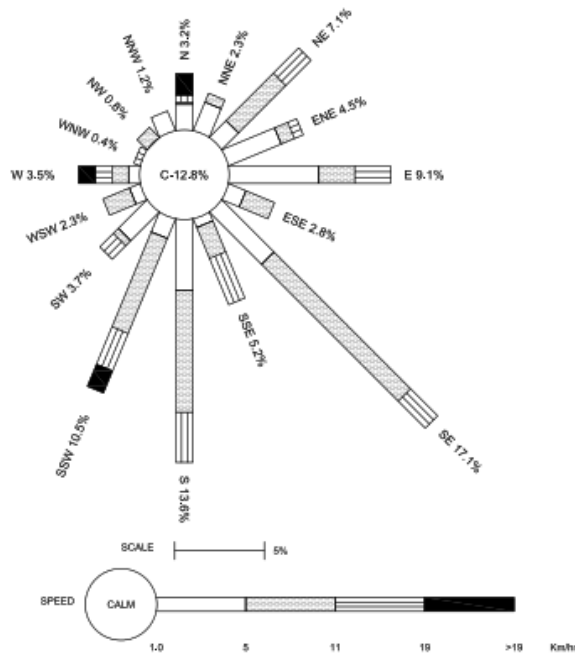 N 3.2%
NNE 2.3%
NE 7.1%
ENE 4.5%
E 9.1%
ESE 2.8%
SE 17.1%
SSE 5.2%
S 13.6%
SSW 10.5%
SW 3.7%
WSW 2.3%
W 3.5%
WNW 0.4%
NW 0.8%
NNW 1.2%
C-12.8%
SCALE 5%
SPEED CALM
1.0 5 11 19 >19 Km/hr